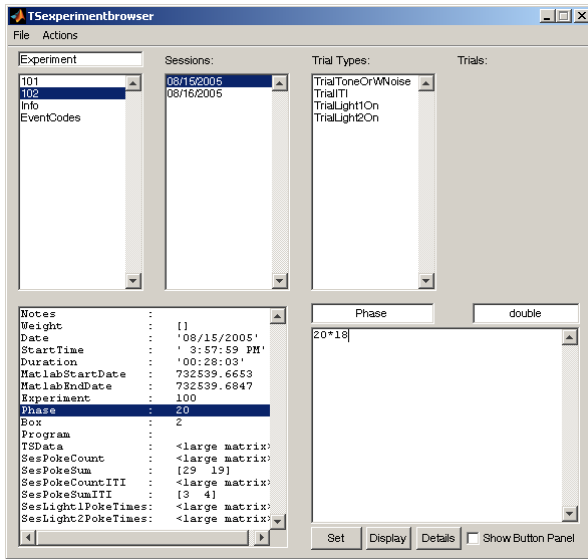 TSexperimentbrowser
File Actions
Experiment
Sessions:
Trial Types:
Trials:
101
102
Info
EventCodes
08/15/2005
08/16/2005
TrialToneOrWNoise
TrialITI
TrialLight1On
TrialLight2On
Notes :
Weight : []
Date : '08/15/2005'
StartTime : ' 3:57:59 PM'
Duration : '00:28:03'
MatlabStartDate : 732539.6653
MatlabEndDate : 732539.6847
Experiment : 100
Phase : 20
Box : 2
Program :
TSData : <large matrix>
SesPokeCount : <large matrix>
SesPokeSum : [29 19]
SesPokeCountITI : <large matrix>
SesPokeSumITI : [3 4]
SesLight1PokeTimes: <large matrix>
SesLight2PokeTimes: <large matrix>
Phase
double
20*18
Set
Display
Details
Show Button Panel